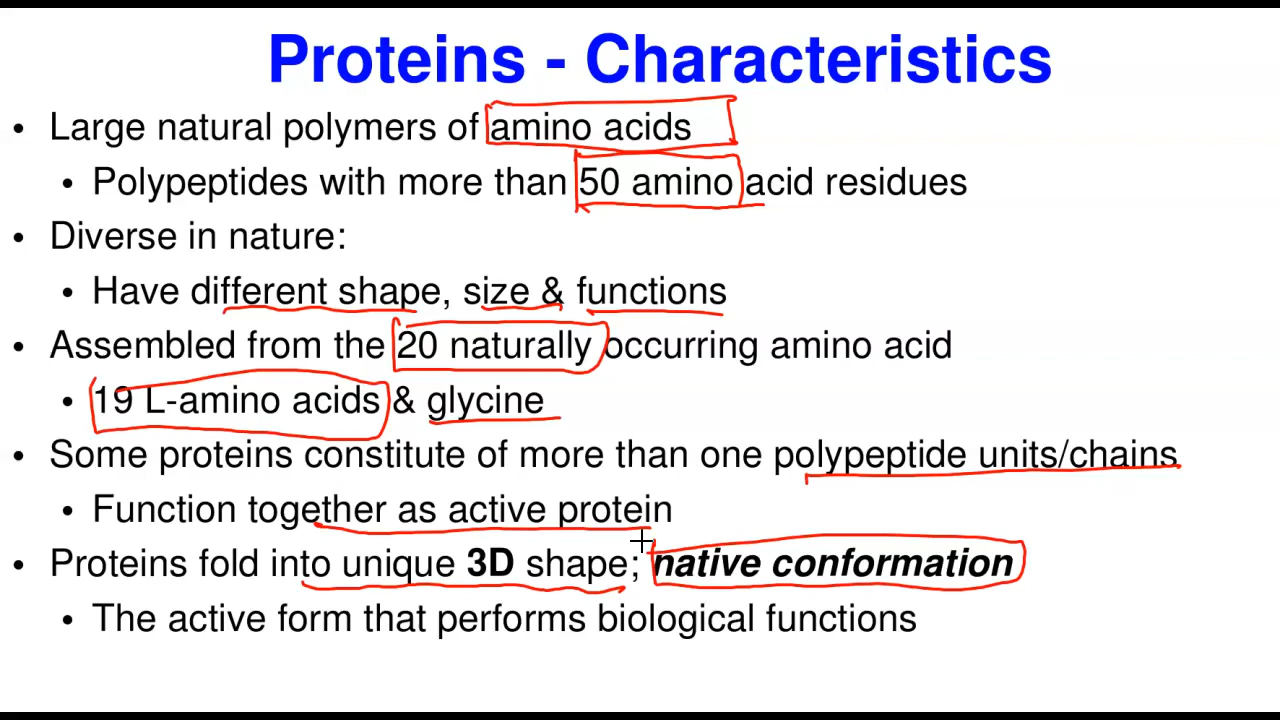 Proteins - Characteristics
• Large natural polymers of amino acids
• Polypeptides with more than 50 amino acid residues
• Diverse in nature:
• Have different shape, size & functions
• Assembled from the 20 naturally occurring amino acid
• 19 L-amino acids & glycine
• Some proteins constitute of more than one polypeptide units/chains
• Function together as active protein
• Proteins fold into unique 3D shape; native conformation
• The active form that performs biological functions